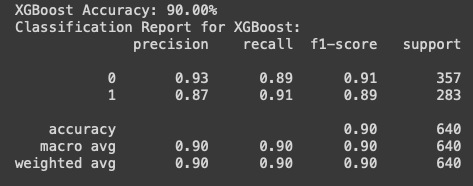 XGBoost Accuracy: 90.00%
Classification Report for XGBoost:
precision recall f1-score support
0 0.93 0.89 0.91 357
1 0.87 0.91 0.89 283
accuracy 0.90 640
macro avg 0.90 0.90 0.90 640
weighted avg 0.90 0.90 0.90 640